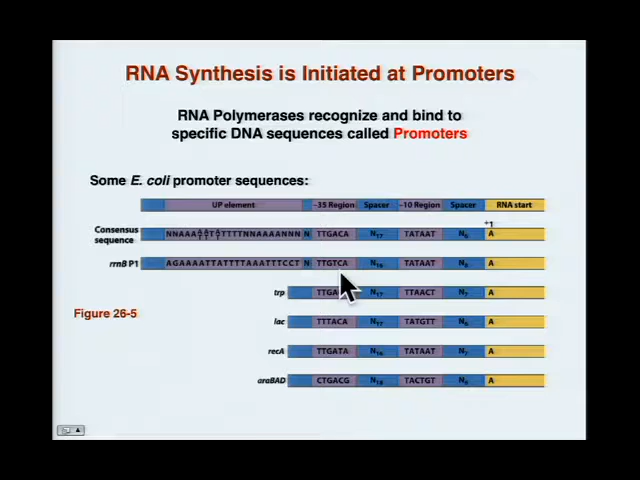 RNA Synthesis is Initiated at Promoters
RNA Polymerases recognize and bind to
specific DNA sequences called Promoters
Some E. coli promoter sequences:
UP element –35 Region Spacer –10 Region Spacer RNA start
+1
Consensus
sequence
TTGACA N17 TATAAT A
rrnB P1 AGAAAATTATTTTAAATTTCCT N TTGTCA N16 TATAAT A
trp N17 TTAACT N7 A
lac TTTACA N17 TATGTT N6 A
Figure 26-5
recA TTGATA N16 TATAAT A
araBAD CTGACG N18 TACTGT N6 A